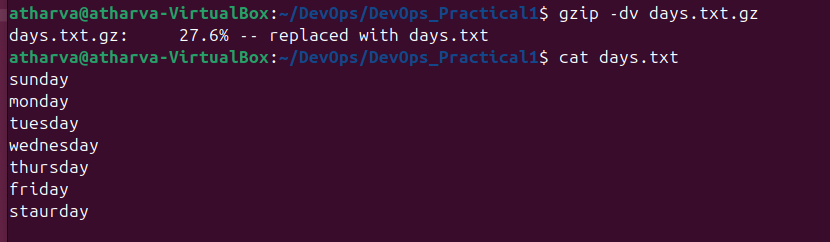 atharva@atharva-VirtualBox:~/DevOps/DevOps_Practical1$ gzip -dv days.txt.gz
days.txt.gz:     27.6% -- replaced with days.txt
atharva@atharva-VirtualBox:~/DevOps/DevOps_Practical1$ cat days.txt
sunday
monday
tuesday
wednesday
thursday
friday
staurday